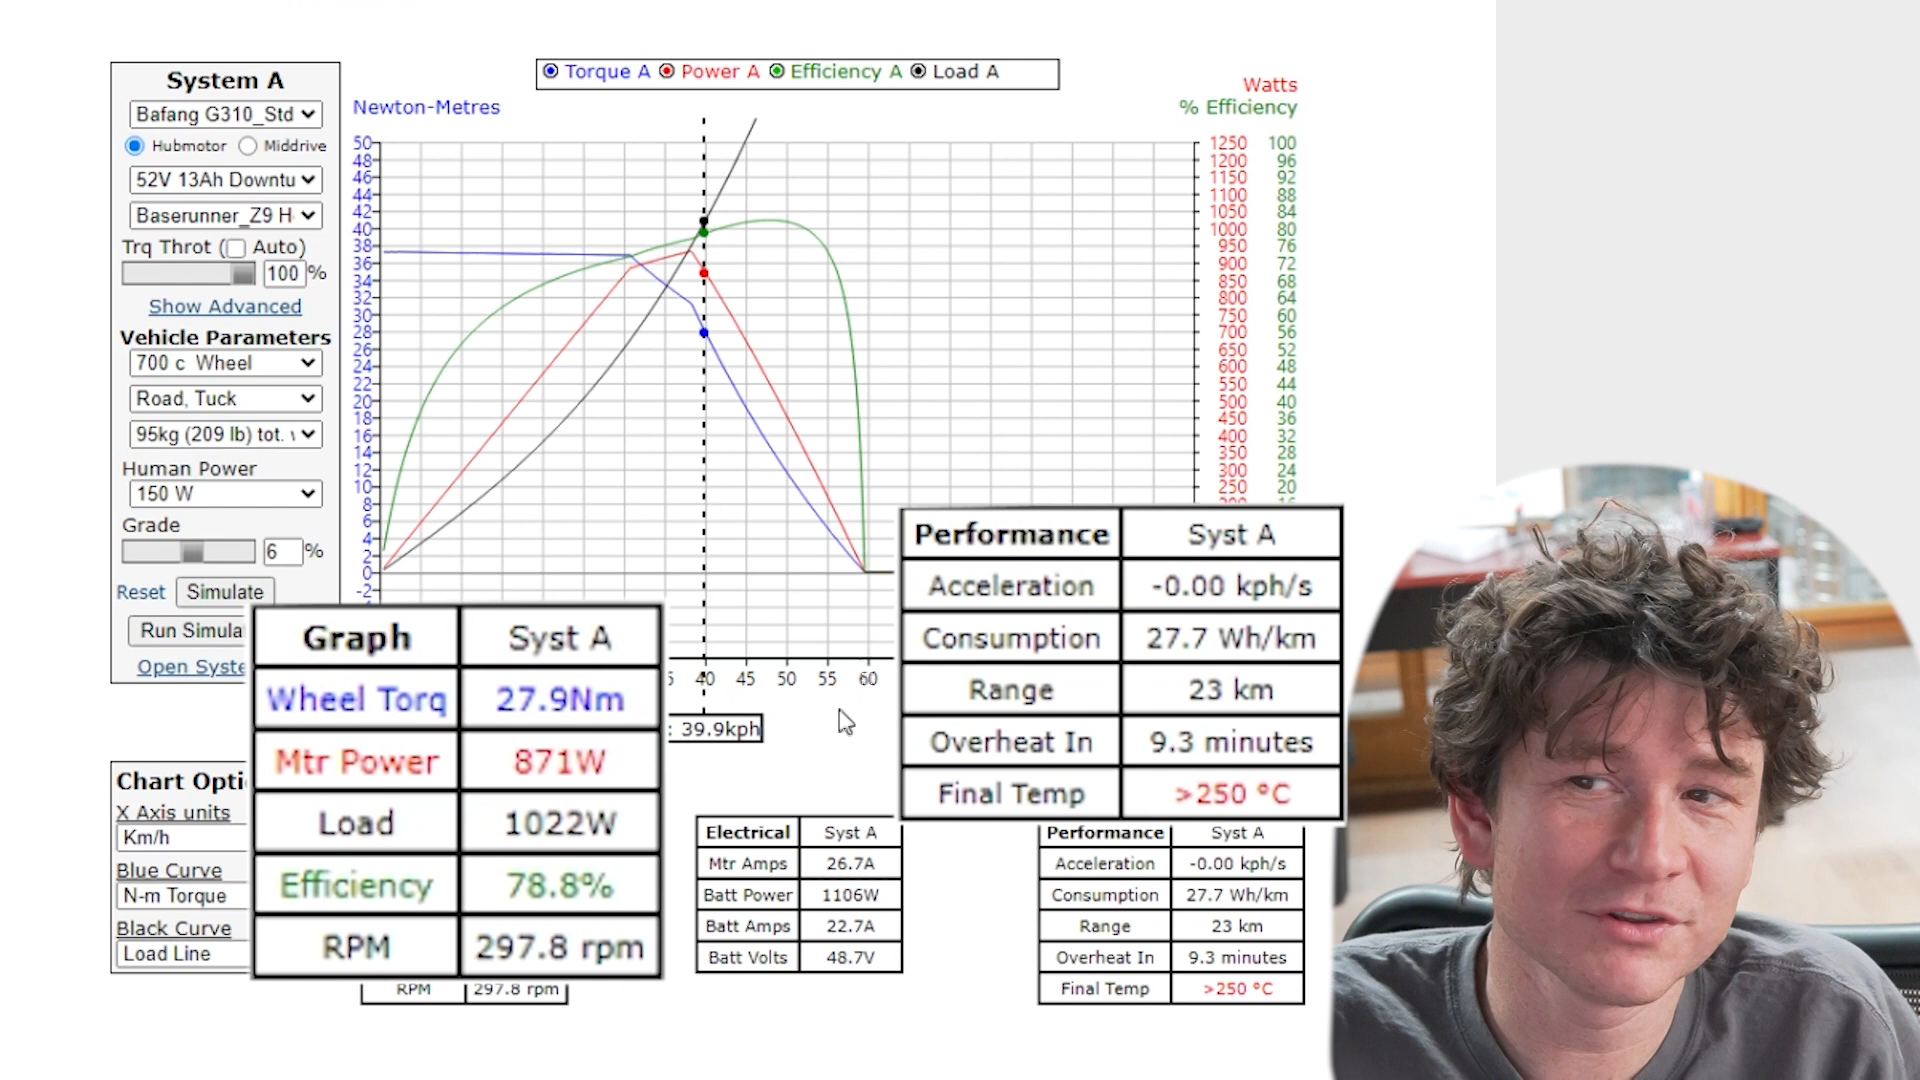 System A
Bafang G310_Std
Hubmotor Middrive
52V 13Ah Downtu
Baserunner_Z9 H
Trq Throt ( Auto)
100 %
Show Advanced
Vehicle Parameters
700 c Wheel
Road, Tuck
95kg (209 lb) tot.
Human Power
150 W
Grade
6 %
Reset Simulate
Run Simula
Open Syste
Torque A Power A Efficiency A Load A
Newton-Metres
Watts
% Efficiency
50 1250 100
48 1200 96
46 1150 92
44 1100 88
42 1050 84
40 1000 80
38 950 76
36 900 72
34 850 68
32 800 64
30 750 60
28 700 56
26 650 52
24 600 48
22 550 44
20 500 40
18 450 36
16 400 32
14 350 28
12 300 24
10 250 20
8
6
4
2
0
-2
40 45 50 55 60
: 39.9kph
Graph Syst A
Wheel Torq 27.9Nm
Mtr Power 871W
Load 1022W
Efficiency 78.8%
RPM 297.8 rpm
RPM 297.8 rpm
Performance Syst A
Acceleration -0.00 kph/s
Consumption 27.7 Wh/km
Range 23 km
Overheat In 9.3 minutes
Final Temp >250 °C
Chart Opti
X Axis units
Km/h
Blue Curve
N-m Torque
Black Curve
Load Line
Electrical Syst A
Mtr Amps 26.7A
Batt Power 1106W
Batt Amps 22.7A
Batt Volts 48.7V
Performance Syst A
Acceleration -0.00 kph/s
Consumption 27.7 Wh/km
Range 23 km
Overheat In 9.3 minutes
Final Temp >250 °C